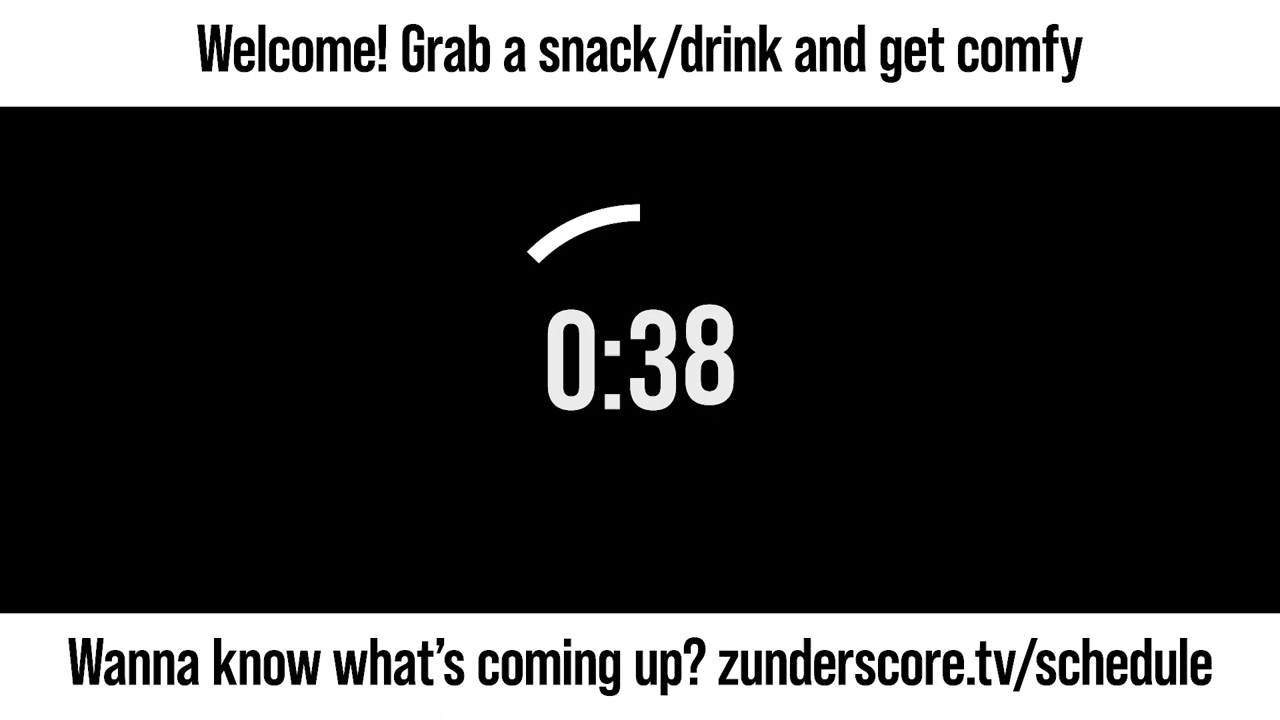 Welcome! Grab a snack/drink and get comfy
0:38
Wanna know what’s coming up? zunderscore.tv/schedule